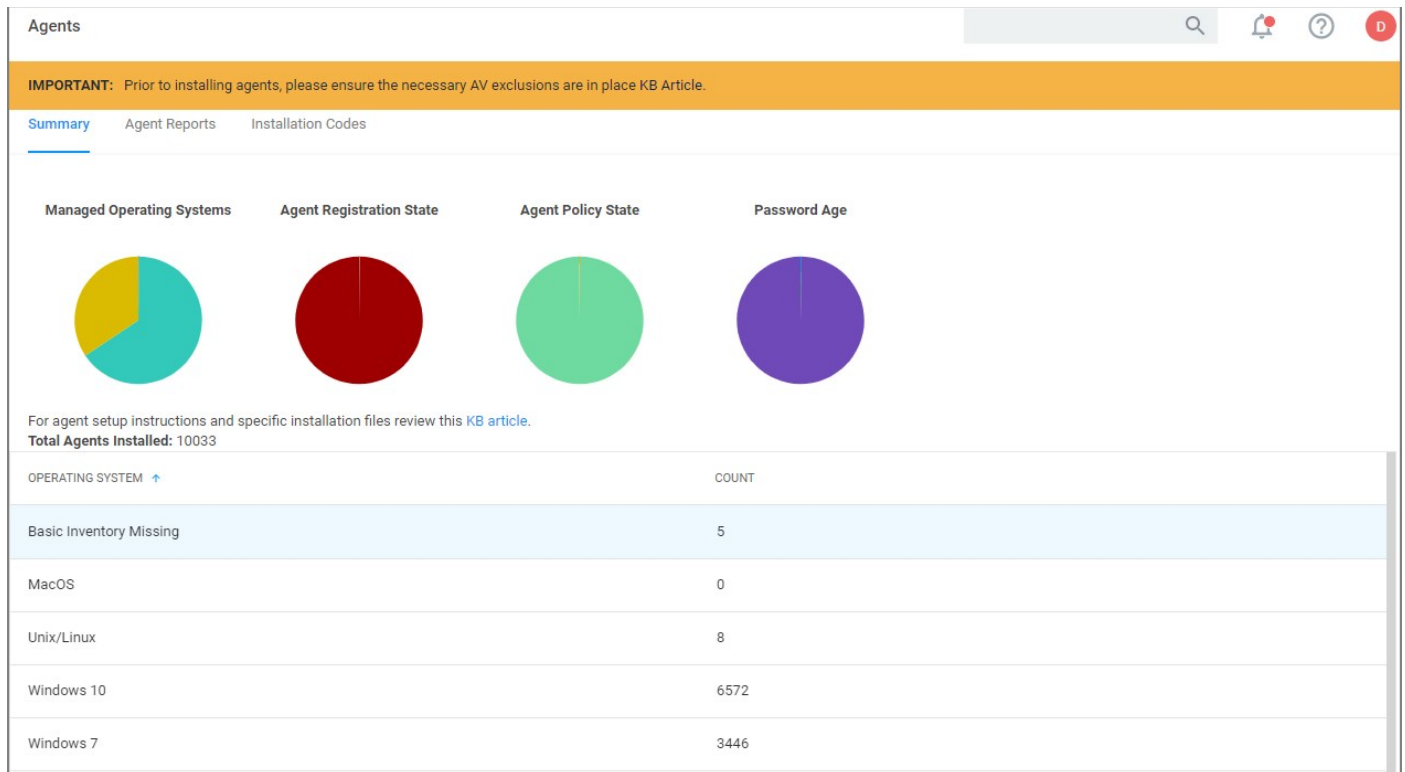 Agents
D
IMPORTANT: Prior to installing agents, please ensure the necessary AV exclusions are in place KB Article.
Summary Agent Reports Installation Codes
Managed Operating Systems Agent Registration State Agent Policy State Password Age
For agent setup instructions and specific installation files review this KB article.
Total Agents Installed: 10033
OPERATING SYSTEM COUNT
Basic Inventory Missing 5
MacOS 0
Unix/Linux 8
Windows 10 6572
Windows 7 3446